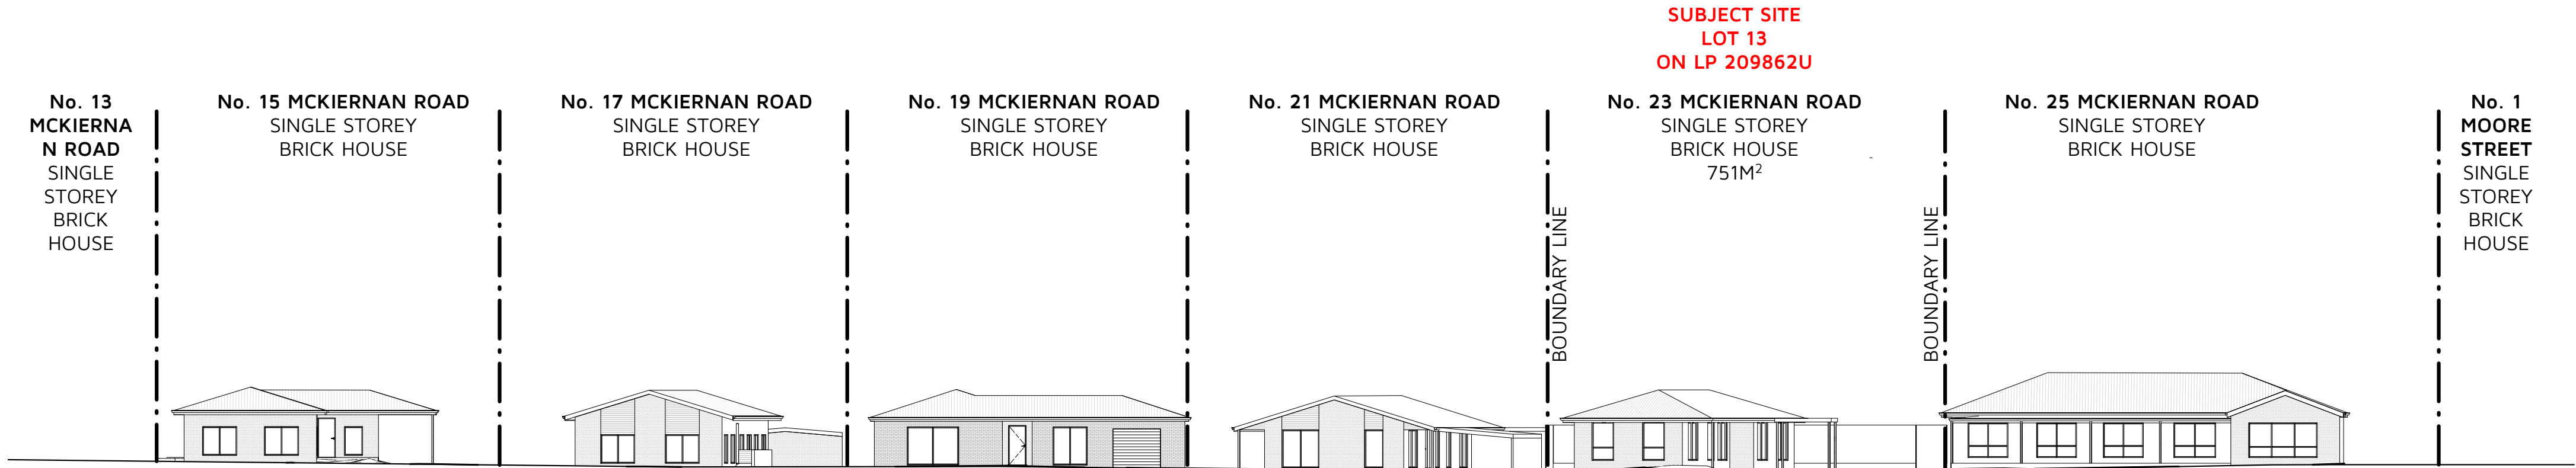 SUBJECT SITE
LOT 13
ON LP 209862U
No. 13
MCKIERNA
N ROAD
SINGLE
STOREY
BRICK
HOUSE
No. 15 MCKIERNAN ROAD
SINGLE STOREY
BRICK HOUSE
No. 17 MCKIERNAN ROAD
SINGLE STOREY
BRICK HOUSE
No. 19 MCKIERNAN ROAD
SINGLE STOREY
BRICK HOUSE
No. 21 MCKIERNAN ROAD
SINGLE STOREY
BRICK HOUSE
BOUNDARY LINE
No. 23 MCKIERNAN ROAD
SINGLE STOREY
BRICK HOUSE
751M²
BOUNDARY LINE
No. 25 MCKIERNAN ROAD
SINGLE STOREY
BRICK HOUSE
No. 1
MOORE
STREET
SINGLE
STOREY
BRICK
HOUSE